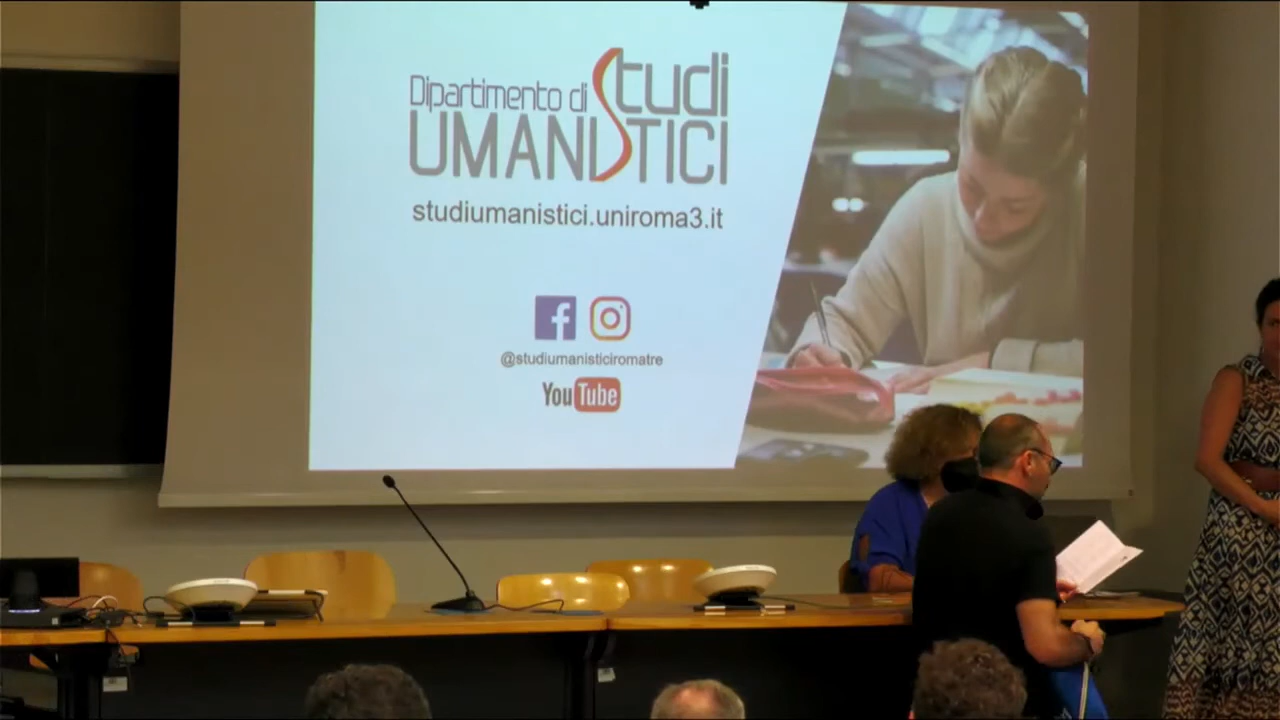 Dipartimento di Studi
UMANISTICI
studiumanistici.uniroma3.it
f
@studiumanisticiromatre
YouTube